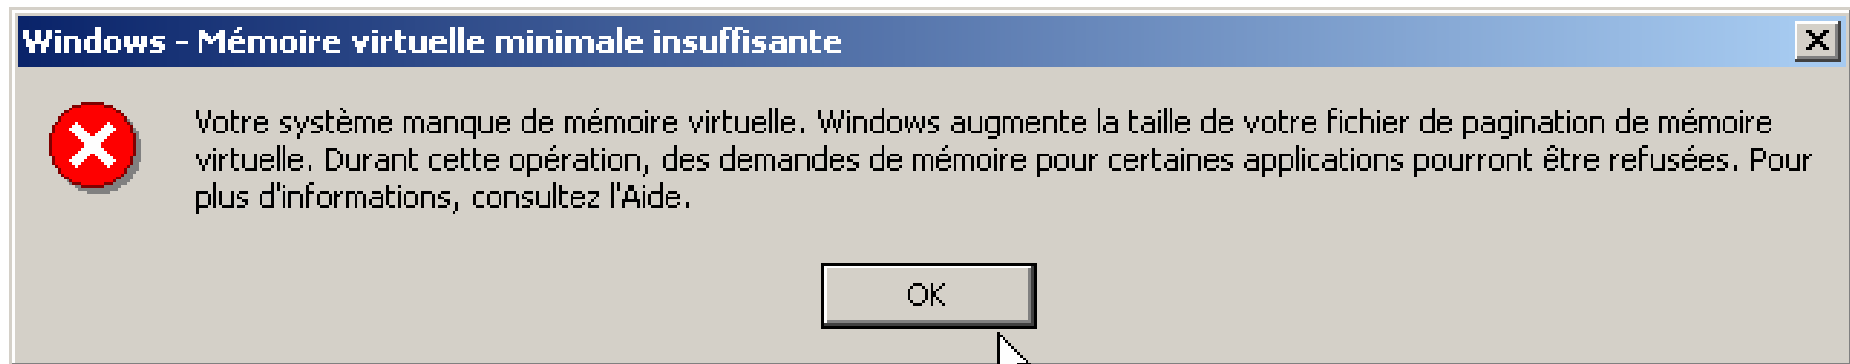 Windows - Mémoire virtuelle minimale insuffisante
Votre système manque de mémoire virtuelle. Windows augmente la taille de votre fichier de pagination de mémoire
virtuelle. Durant cette opération, des demandes de mémoire pour certaines applications pourront être refusées. Pour
plus d'informations, consultez l'Aide.
OK